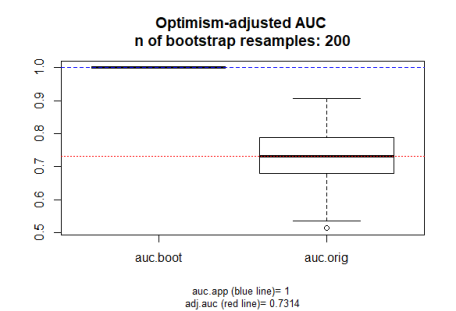 Optimism-adjusted AUC
n of bootstrap resamples: 200
1.0
0.9
0.8
0.7
0.6
0.5
auc.boot
auc.orig
auc.app (blue line)= 1
adj.auc (red line)= 0.7314